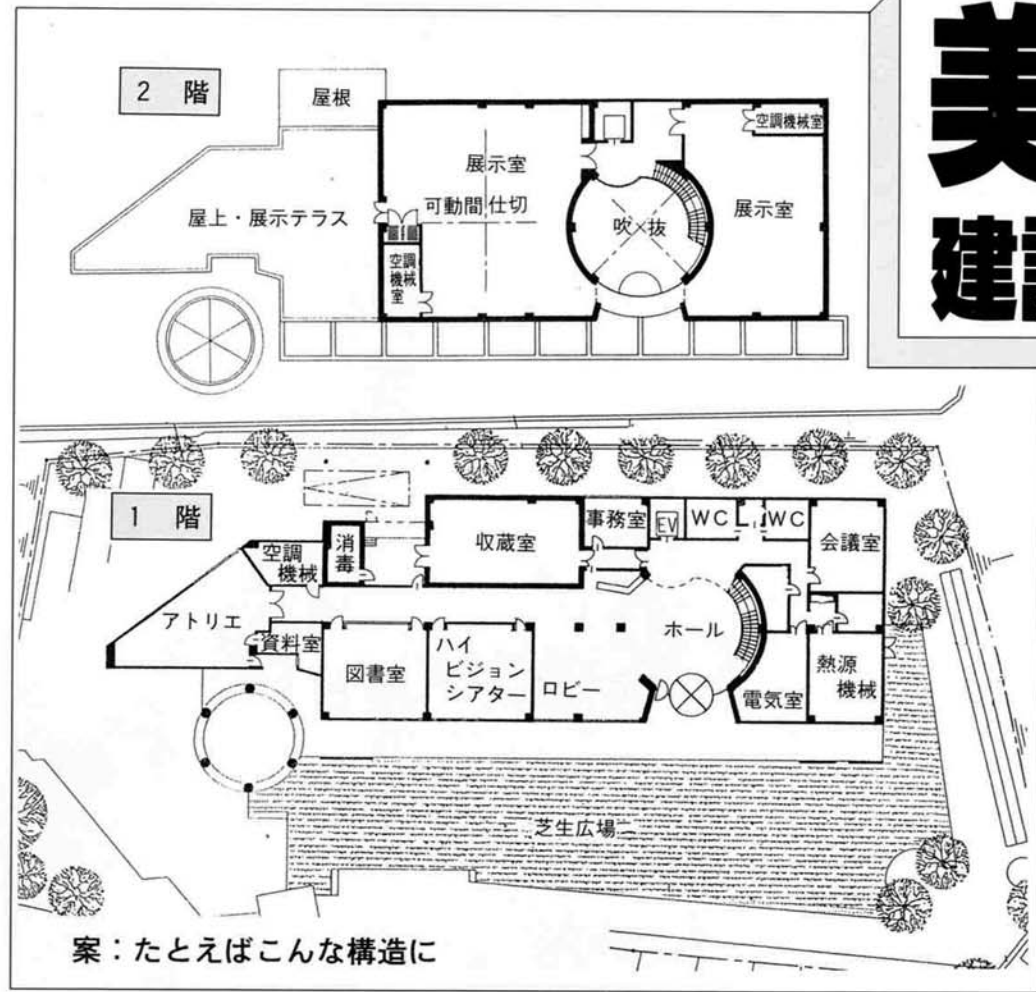 美
建
2 階
屋根
展示室
空調機械室
可動間仕切
展示室
屋上・展示テラス
吹抜
空調
機械
室
1 階
消
毒
収蔵室
事務室
EV
WC
WC
会議室
空調
機械
アトリエ
資料室
図書室
ハイ
ビジョン
シアター
ロビー
ホール
電気室
熱源
機械
芝生広場
案：たとえばこんな構造に